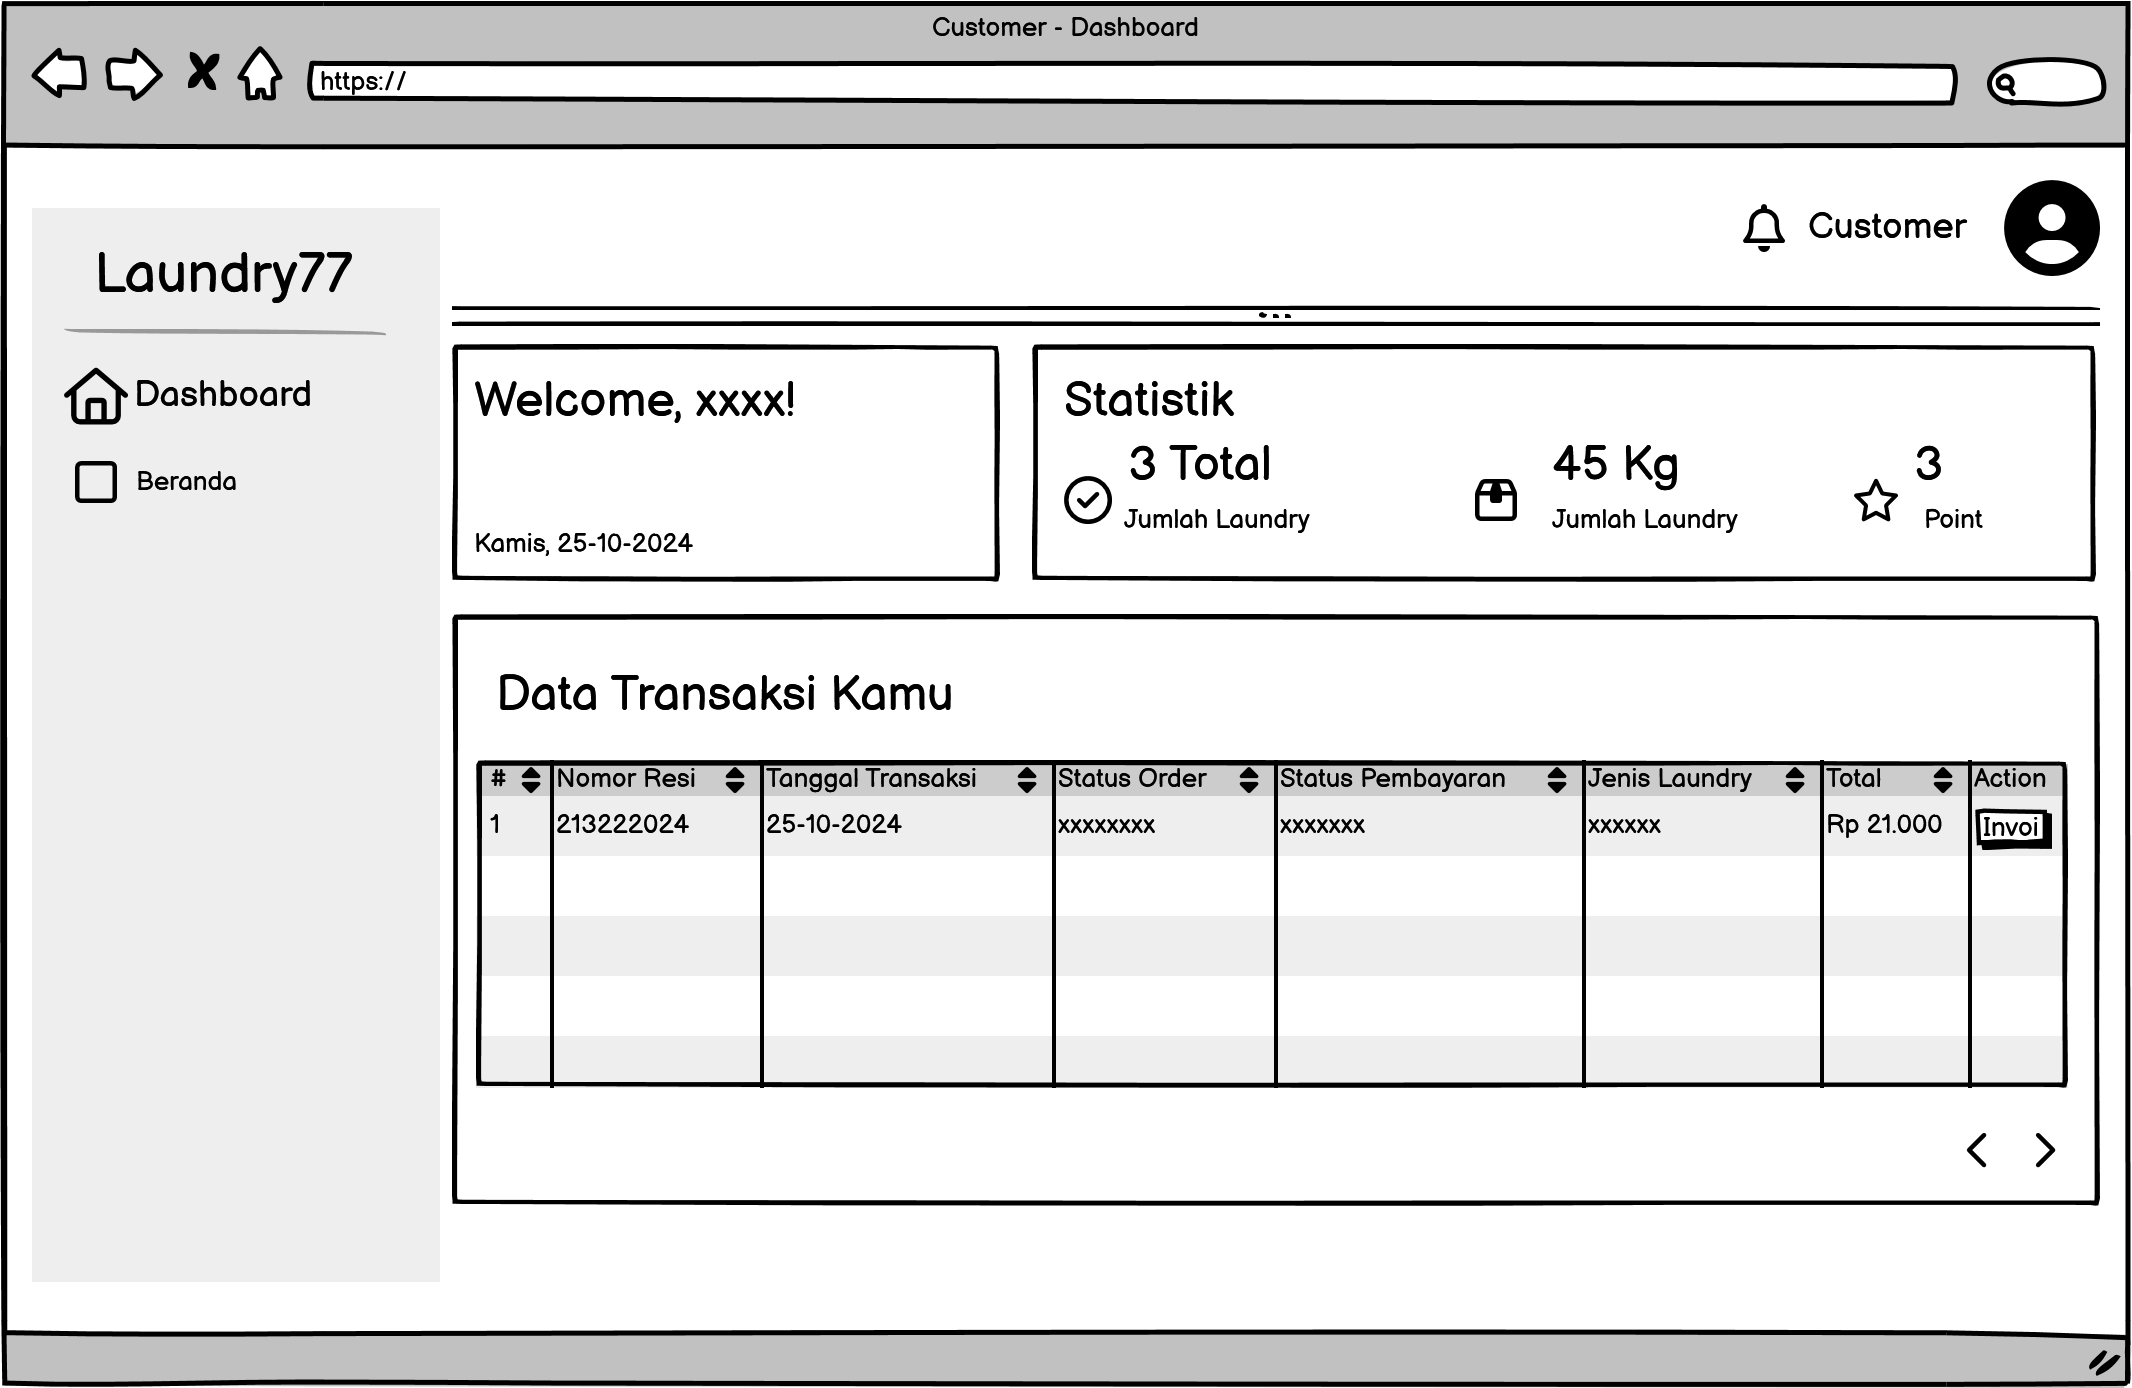 Customer - Dashboard
https://
Customer
Laundry77
Dashboard
Beranda
Welcome, xxxx!
Kamis, 25-10-2024
Statistik
3 Total
Jumlah Laundry
45 Kg
Jumlah Laundry
3
Point
Data Transaksi Kamu
# Nomor Resi Tanggal Transaksi Status Order Status Pembayaran Jenis Laundry Total Action
1 213222024 25-10-2024 xxxxxxxx xxxxxxx xxxxxx Rp 21.000 Invoi